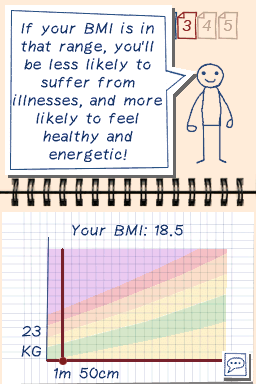 3 4 5
If your BMI is in
that range, you'll
be less likely to
suffer from
illnesses, and more
likely to feel
healthy and
energetic!
Your BMI: 18.5
23
KG
1m 50cm